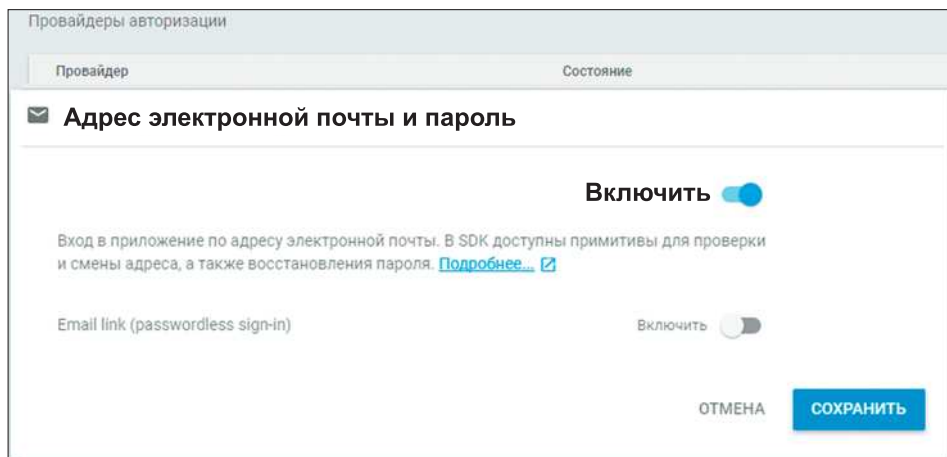 Провайдеры авторизации
Провайдер Состояние
Адрес электронной почты и пароль
Включить
Вход в приложение по адресу электронной почты. В SDK доступны примитивы для проверки
и смены адреса, а также восстановления пароля. Подробнее...
Email link (passwordless sign-in) Включить
ОТМЕНА СОХРАНИТЬ